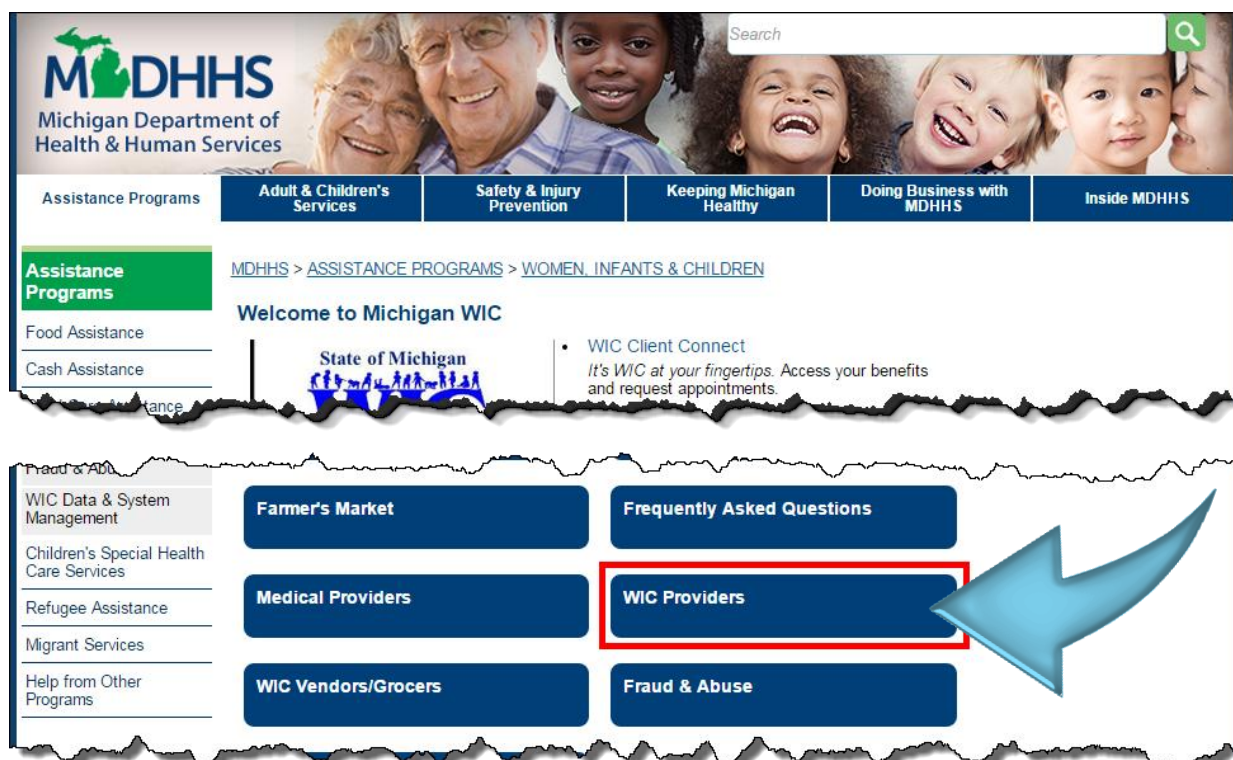 Search
MDHHS
Michigan Department of
Health & Human Services
Assistance Programs
Adult & Children's
Services
Safety & Injury
Prevention
Keeping Michigan
Healthy
Doing Business with
MDHHS
Inside MDHHS
Assistance
Programs
Food Assistance
Cash Assistance
MDHHS > ASSISTANCE PROGRAMS > WOMEN, INFANTS & CHILDREN
Welcome to Michigan WIC
State of Michigan
• WIC Client Connect
It's WIC at your fingertips. Access your benefits
and request appointments.
WIC Data & System
Management
Children's Special Health
Care Services
Refugee Assistance
Migrant Services
Help from Other
Programs
Farmer's Market
Frequently Asked Questions
Medical Providers
WIC Providers
WIC Vendors/Grocers
Fraud & Abuse